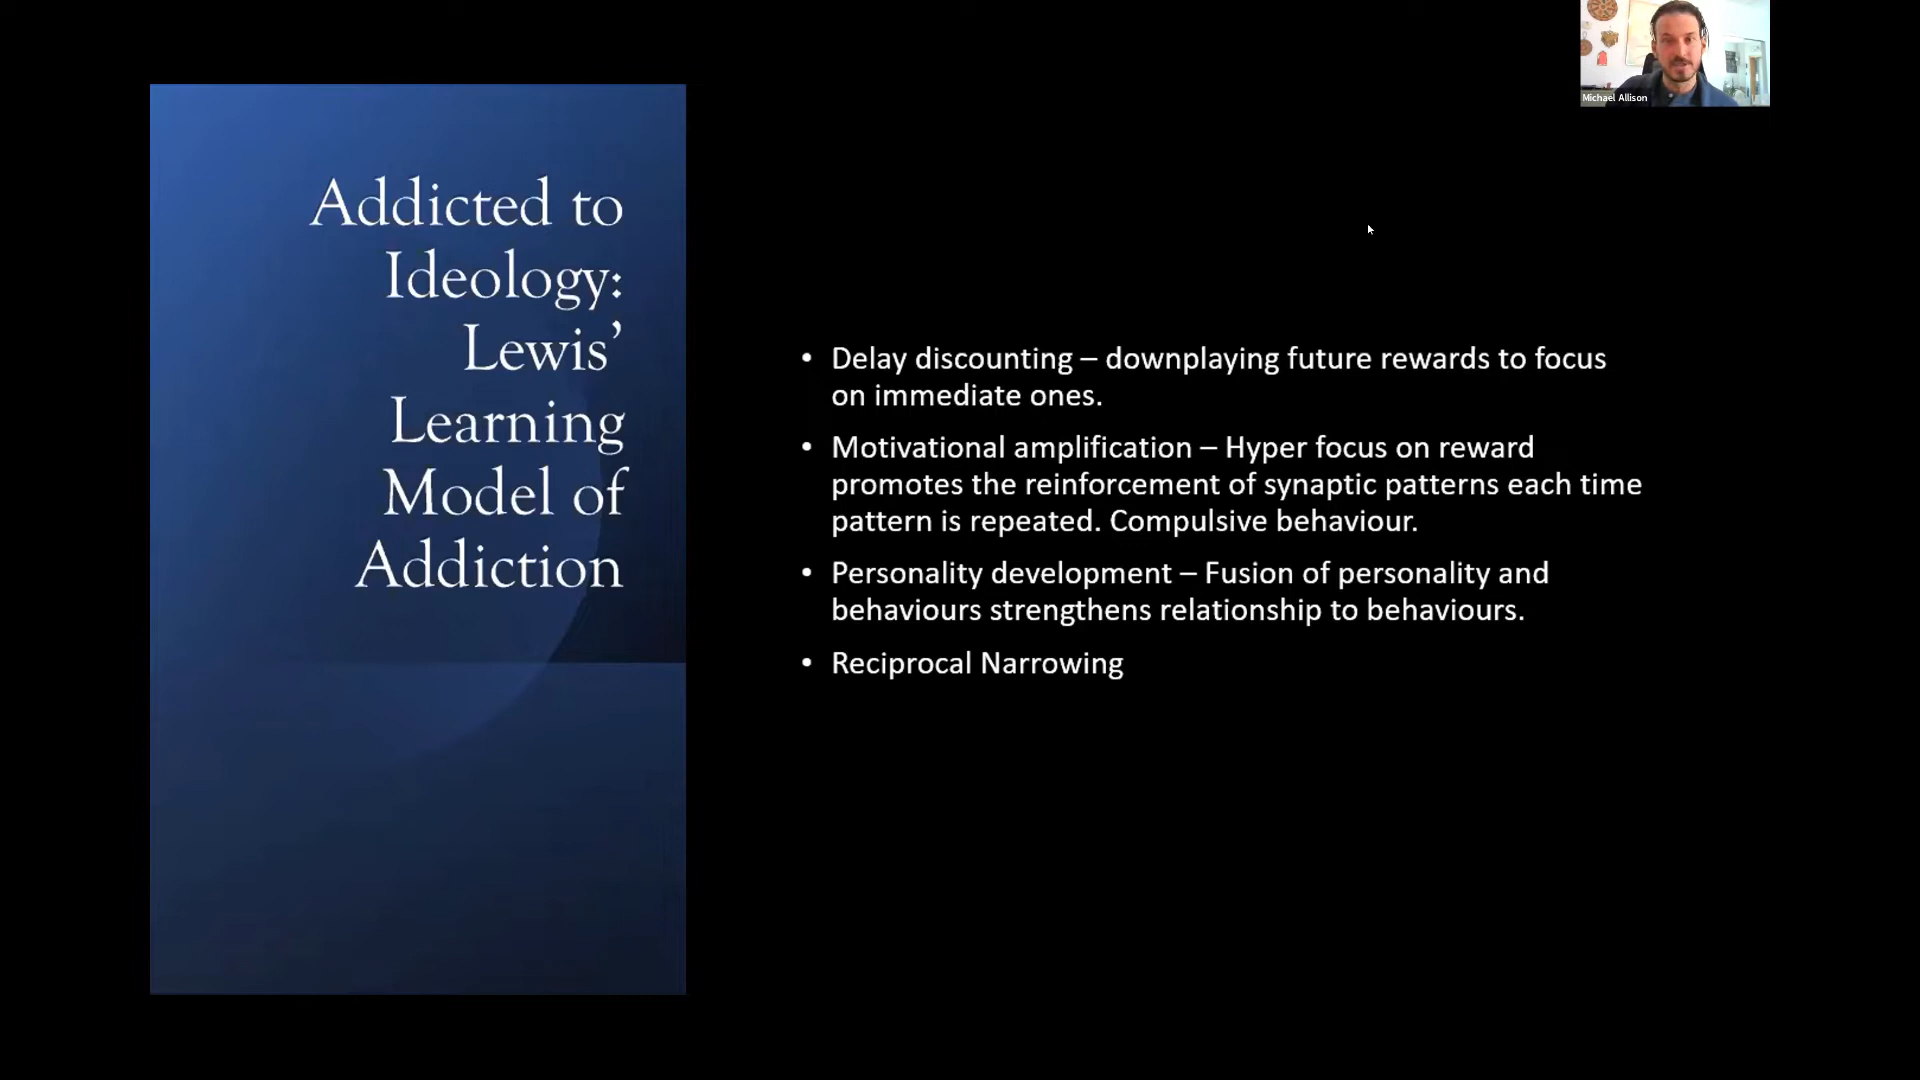 Michael Allison
Addicted to
Ideology:
Lewis’
Learning
Model of
Addiction
• Delay discounting – downplaying future rewards to focus
on immediate ones.
• Motivational amplification – Hyper focus on reward
promotes the reinforcement of synaptic patterns each time
pattern is repeated. Compulsive behaviour.
• Personality development – Fusion of personality and
behaviours strengthens relationship to behaviours.
• Reciprocal Narrowing